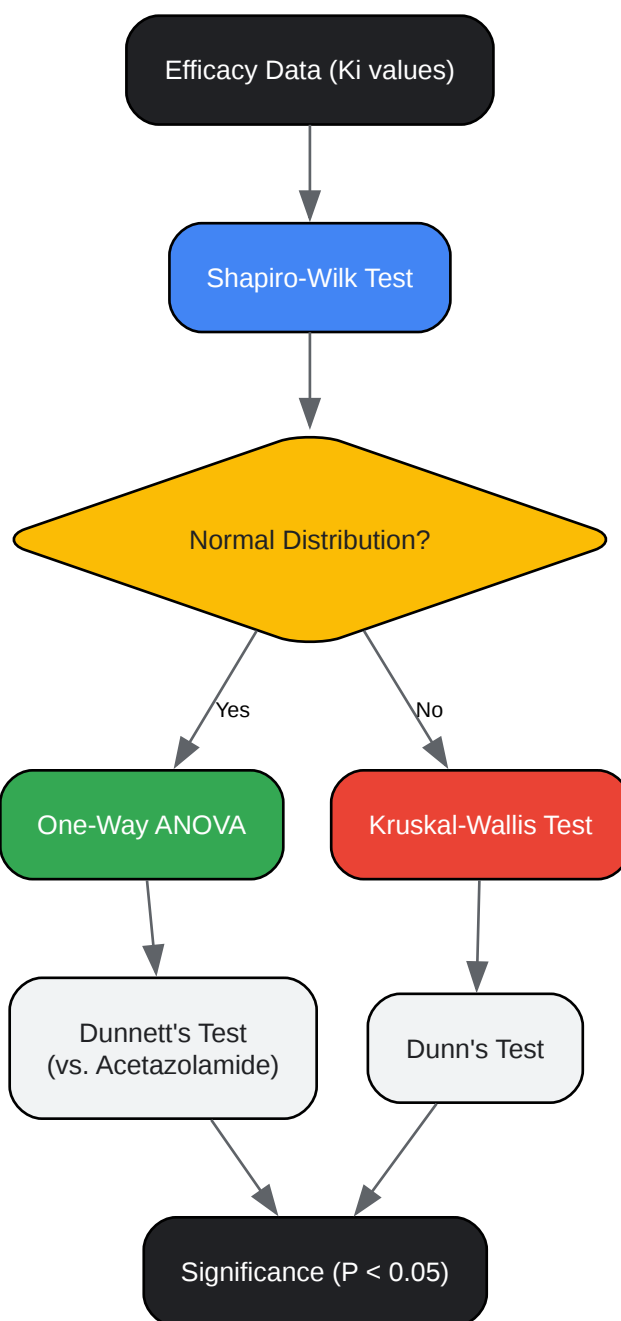 Efficacy Data (Ki values)
Shapiro-Wilk Test
Normal Distribution?
Yes
No
One-Way ANOVA
Kruskal-Wallis Test
Dunnett's Test
(vs. Acetazolamide)
Dunn's Test
Significance (P < 0.05)